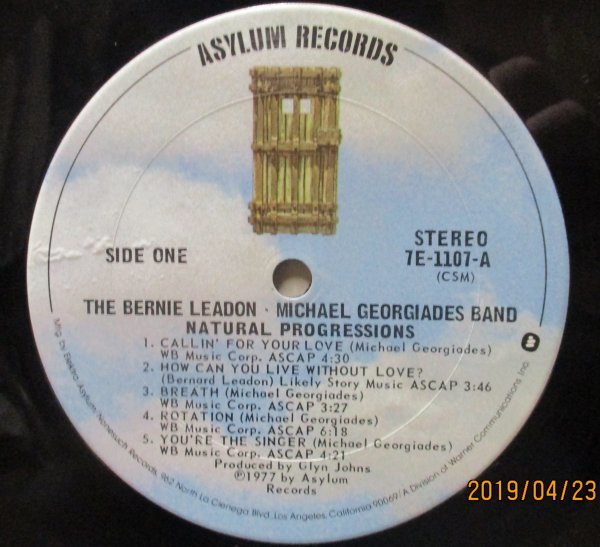 ASYLUM RECORDS
SIDE ONE
STEREO
7E-1107-A
(CSM)
THE BERNIE LEADON · MICHAEL GEORGIADES BAND
NATURAL PROGRESSIONS
1. CALLIN' FOR YOUR LOVE (Michael Georgiades)
WB Music Corp. ASCAP 4:30
2. HOW CAN YOU LIVE WITHOUT LOVE?
(Bernard Leadon) Likely Story Music ASCAP 3:46
3. BREATH (Michael Georgiades)
WB Music Corp. ASCAP 3:27
4. ROTATION (Michael Georgiades)
WB Music Corp. ASCAP 6:18
5. YOU'RE THE SINGER (Michael Georgiades)
WB Music Corp. ASCAP 4:21
Produced by Glyn Johns
℗1977 by Asylum
Records
Mfg. by Elektra/Asylum/Nonesuch Records, 962 North La Cienega Blvd., Los Angeles, California 90069/A Division of Warner Communications, Inc.
2019/04/23